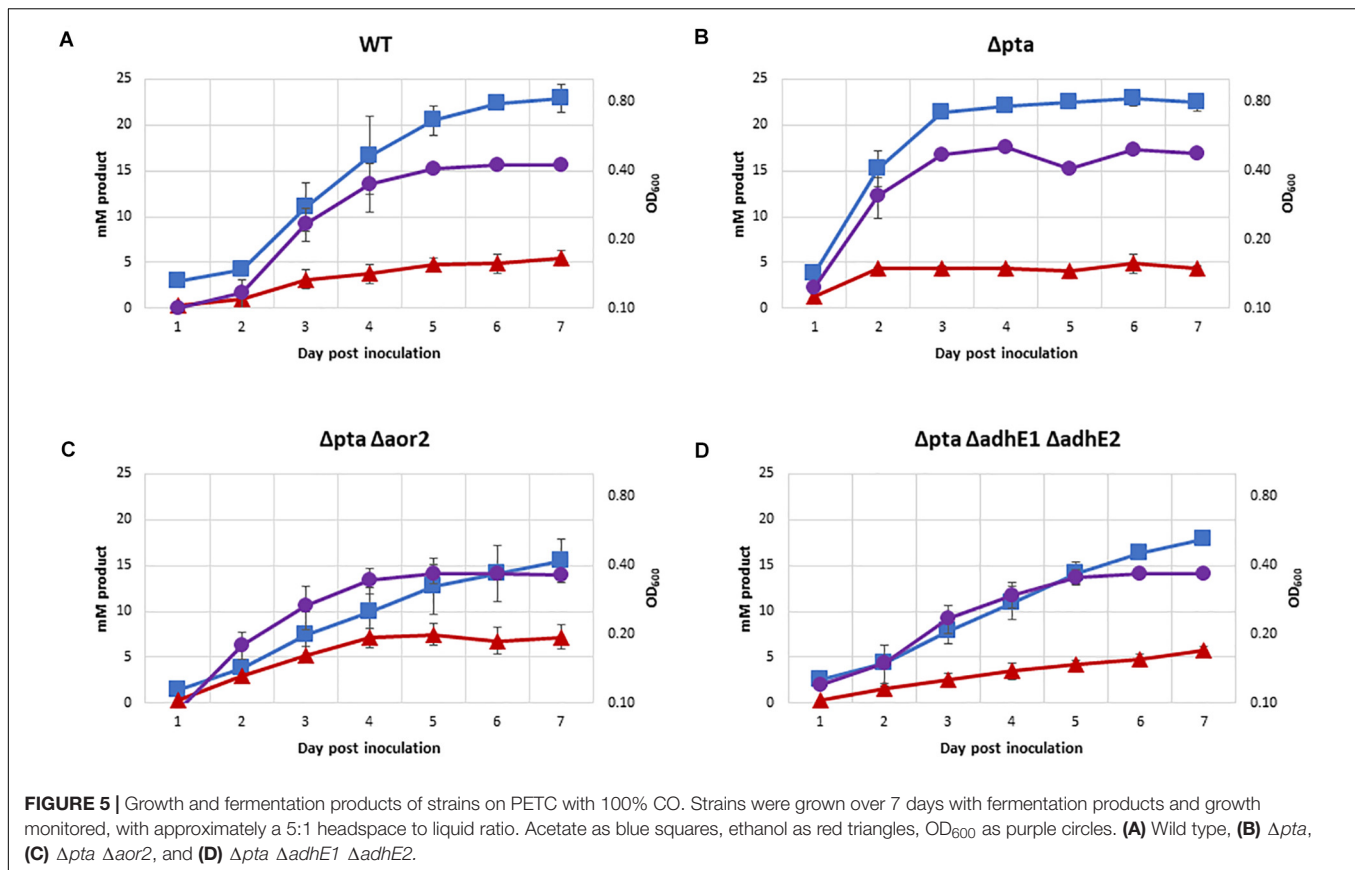 A
WT
25
20
15
10
5
0
mM product
0.80
0.40
0.20
0.10
OD600
1 2 3 4 5 6 7
Day post inoculation
B
Δpta
25
20
15
10
5
0
mM product
0.80
0.40
0.20
0.10
OD600
1 2 3 4 5 6 7
Day post inoculation
C
Δpta Δaor2
25
20
15
10
5
0
mM product
0.80
0.40
0.20
0.10
OD600
1 2 3 4 5 6 7
Day post inoculation
D
Δpta ΔadhE1 ΔadhE2
25
20
15
10
5
0
mM product
0.80
0.40
0.20
0.10
OD600
1 2 3 4 5 6 7
Day post inoculation
FIGURE 5 | Growth and fermentation products of strains on PETC with 100% CO. Strains were grown over 7 days with fermentation products and growth
monitored, with approximately a 5:1 headspace to liquid ratio. Acetate as blue squares, ethanol as red triangles, OD600 as purple circles. (A) Wild type, (B) Δpta,
(C) Δpta Δaor2, and (D) Δpta ΔadhE1 ΔadhE2.